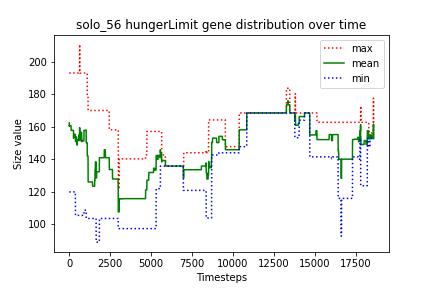 solo_56 hungerLimit gene distribution over time
max
mean
min
Size value
200
180
160
140
120
100
0 2500 5000 7500 10000 12500 15000 17500
Timesteps